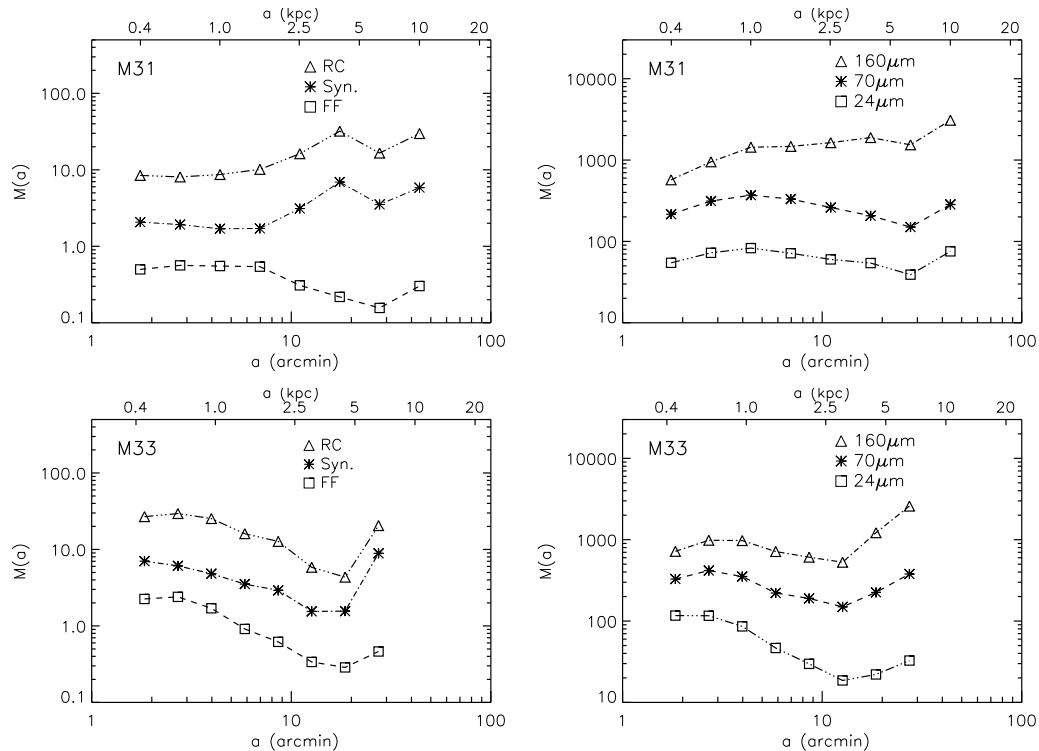 a (kpc)
0.4 1.0 2.5 5 10 20
M31
RC
Syn.
FF
M(a)
100.0
10.0
1.0
0.1
1 10 100
a (arcmin)
a (kpc)
0.4 1.0 2.5 5 10 20
M31
160μm
70μm
24μm
M(a)
10000
1000
100
10
1 10 100
a (arcmin)
a (kpc)
0.4 1.0 2.5 5 10 20
M33
RC
Syn.
FF
M(a)
100.0
10.0
1.0
0.1
1 10 100
a (arcmin)
a (kpc)
0.4 1.0 2.5 5 10 20
M33
160μm
70μm
24μm
M(a)
10000
1000
100
10
1 10 100
a (arcmin)